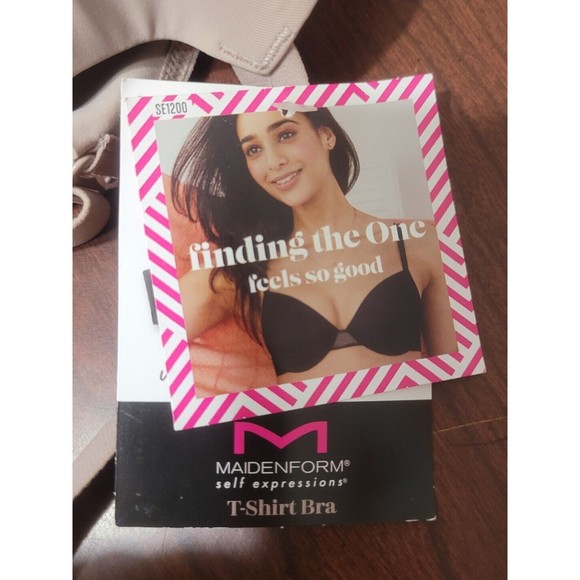 SE1200
finding the One
feels so good
M
MAIDENFORM®
self expressions®
T-Shirt Bra